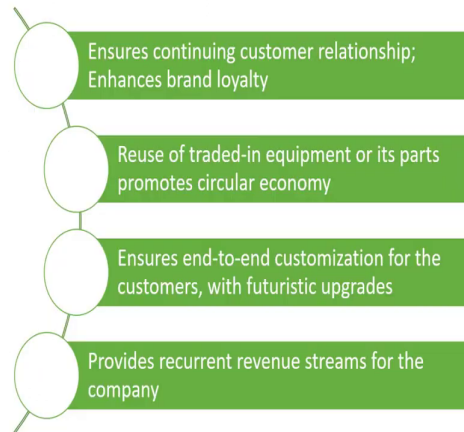 Ensures continuing customer relationship;
Enhances brand loyalty
Reuse of traded-in equipment or its parts
promotes circular economy
Ensures end-to-end customization for the
customers, with futuristic upgrades
Provides recurrent revenue streams for the
company